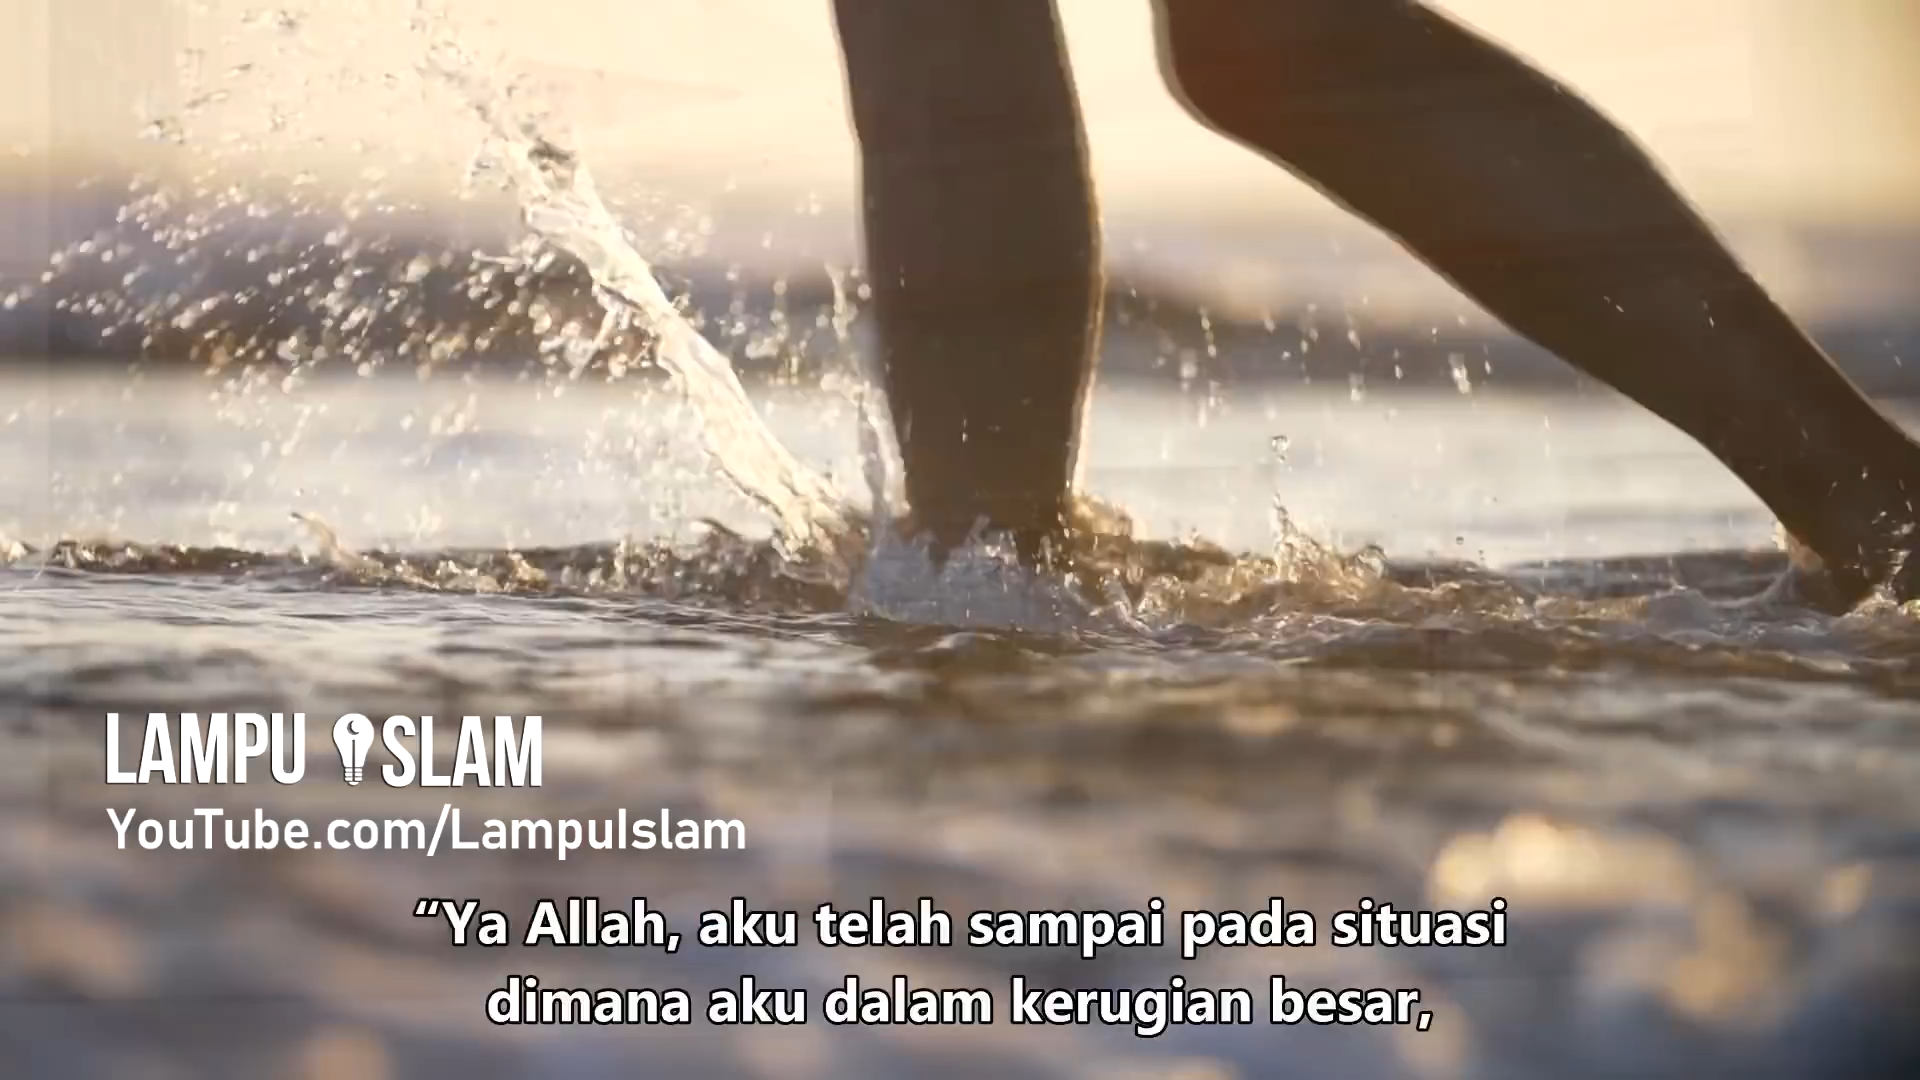 LAMPU ISLAM
YouTube.com/LampuIslam
“Ya Allah, aku telah sampai pada situasi
dimana aku dalam kerugian besar,